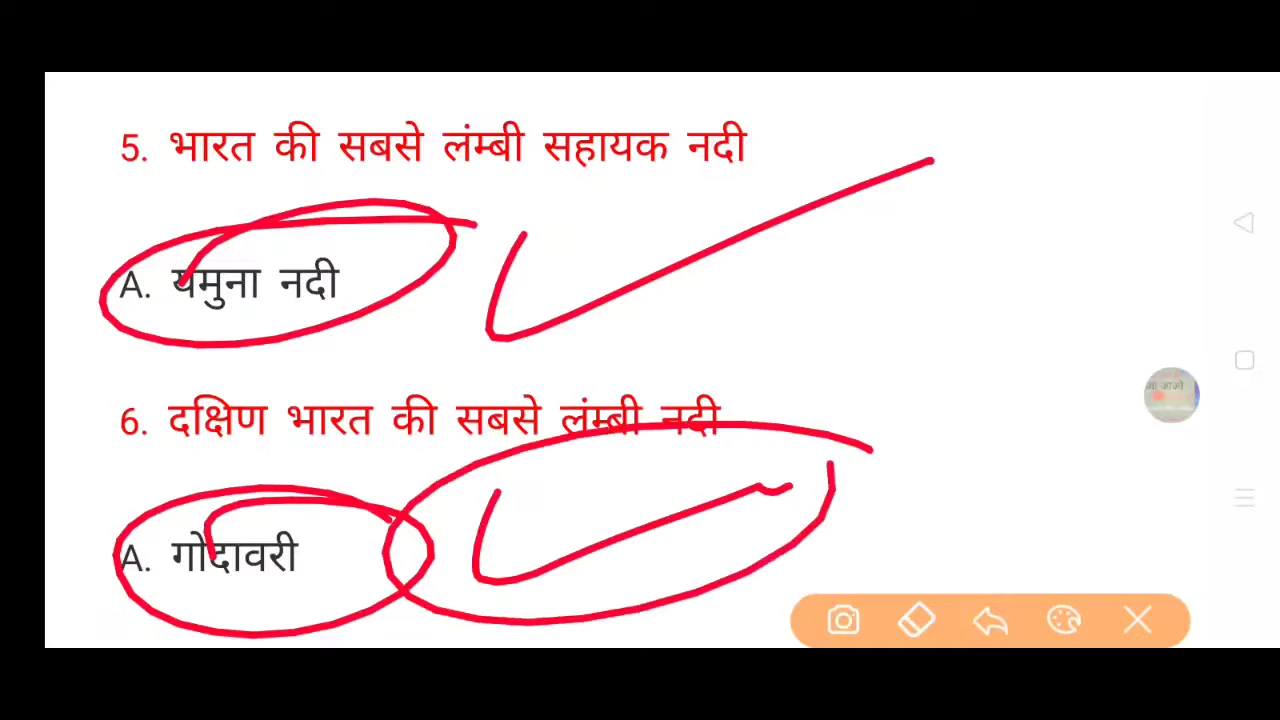 5. भारत की सबसे लंम्बी सहायक नदी
A. यमुना नदी
6. दक्षिण भारत की सबसे लंम्बी नदी
A. गोदावरी